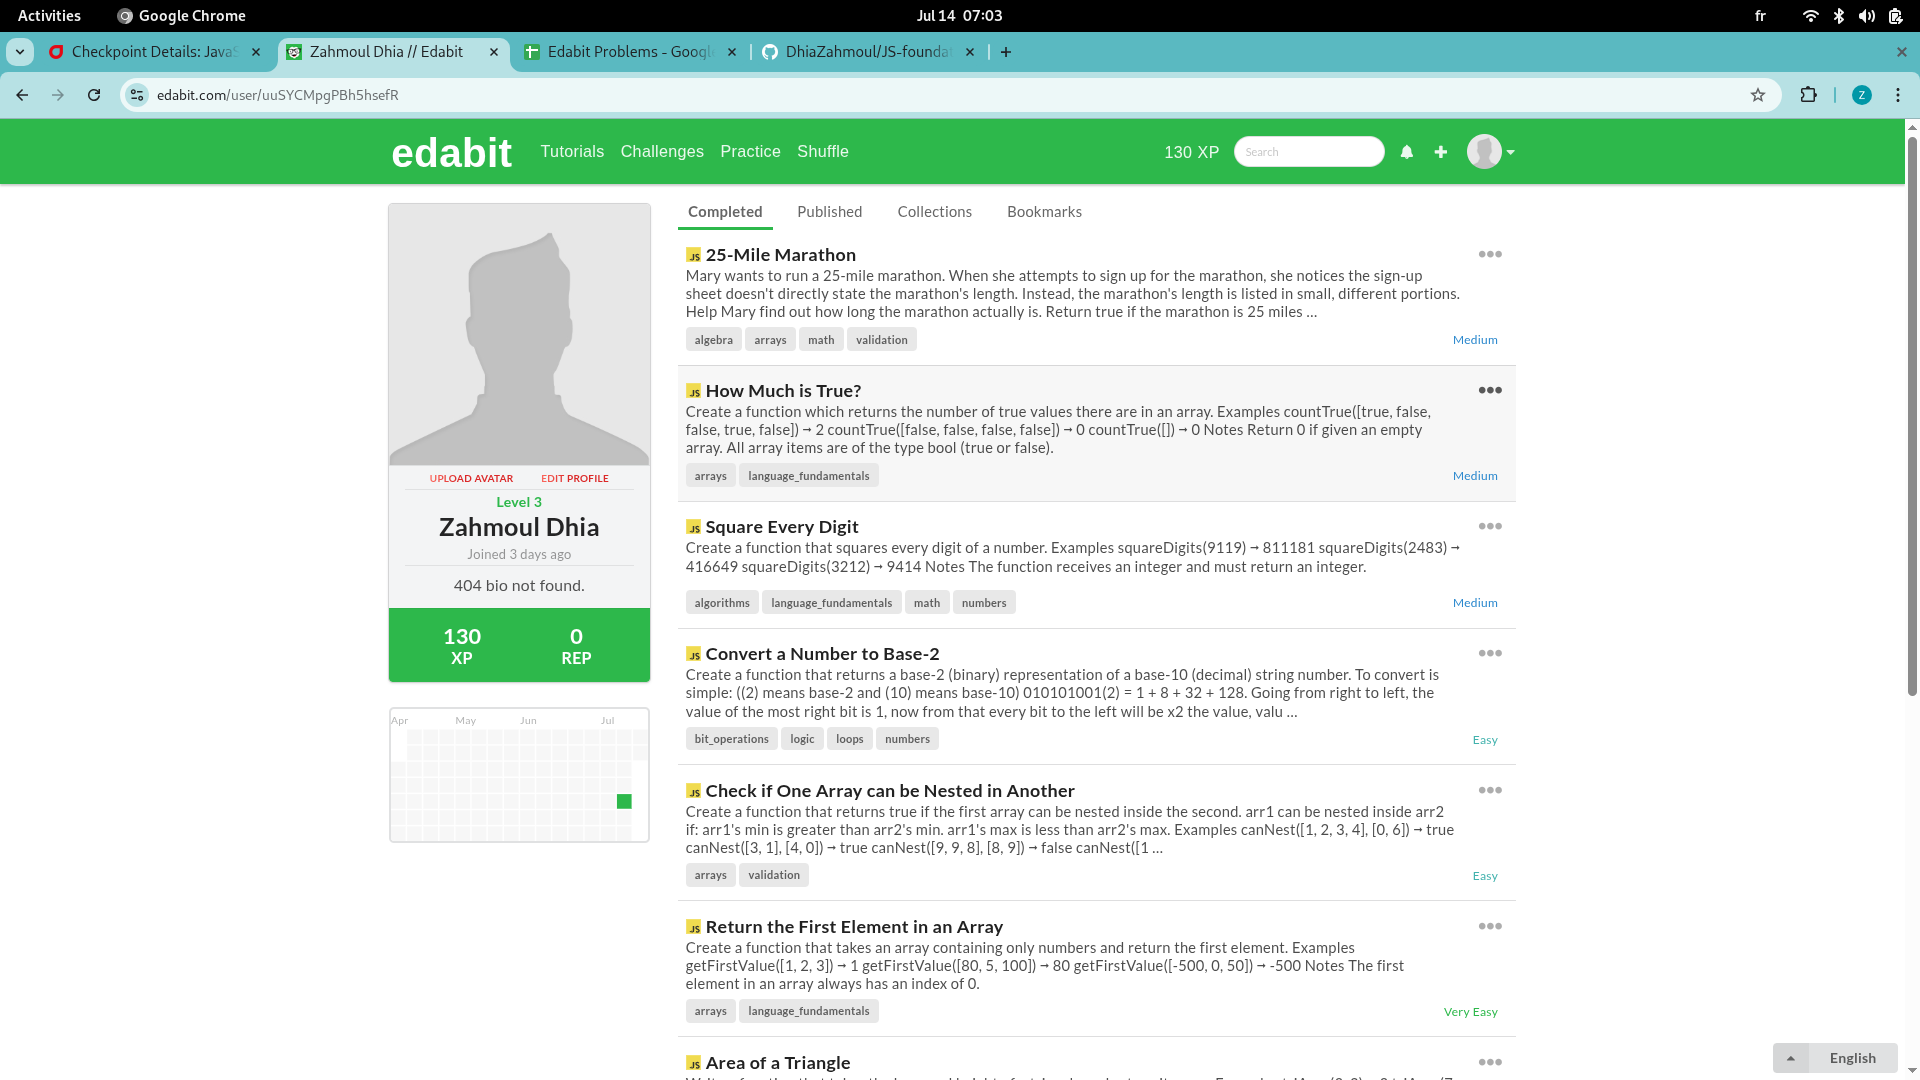 Activities
Google Chrome
Jul 14 07:03
fr
Checkpoint Details: JavaS
Zahmoul Dhia // Edabit
Edabit Problems - Googl
DhiaZahmoul/JS-founda
edabit.com/user/uuSYCMpgPBh5hsefR
Z
edabit
Tutorials
Challenges
Practice
Shuffle
130 XP
Search
UPLOAD AVATAR
EDIT PROFILE
Level 3
Zahmoul Dhia
Joined 3 days ago
404 bio not found.
130
XP
0
REP
Apr May Jun Jul
Completed
Published
Collections
Bookmarks
JS 25-Mile Marathon
Mary wants to run a 25-mile marathon. When she attempts to sign up for the marathon, she notices the sign-up
sheet doesn't directly state the marathon's length. Instead, the marathon's length is listed in small, different portions.
Help Mary find out how long the marathon actually is. Return true if the marathon is 25 miles ...
algebra arrays math validation
Medium
JS How Much is True?
Create a function which returns the number of true values there are in an array. Examples countTrue([true, false,
false, true, false]) → 2 countTrue([false, false, false, false]) → 0 countTrue([]) → 0 Notes Return 0 if given an empty
array. All array items are of the type bool (true or false).
arrays language_fundamentals
Medium
JS Square Every Digit
Create a function that squares every digit of a number. Examples squareDigits(9119) → 811181 squareDigits(2483) →
416649 squareDigits(3212) → 9414 Notes The function receives an integer and must return an integer.
algorithms language_fundamentals math numbers
Medium
JS Convert a Number to Base-2
Create a function that returns a base-2 (binary) representation of a base-10 (decimal) string number. To convert is
simple: ((2) means base-2 and (10) means base-10) 010101001(2) = 1 + 8 + 32 + 128. Going from right to left, the
value of the most right bit is 1, now from that every bit to the left will be x2 the value, valu ...
bit_operations logic loops numbers
Easy
JS Check if One Array can be Nested in Another
Create a function that returns true if the first array can be nested inside the second. arr1 can be nested inside arr2
if: arr1's min is greater than arr2's min. arr1's max is less than arr2's max. Examples canNest([1, 2, 3, 4], [0, 6]) → true
canNest([3, 1], [4, 0]) → true canNest([9, 9, 8], [8, 9]) → false canNest([1 ...
arrays validation
Easy
JS Return the First Element in an Array
Create a function that takes an array containing only numbers and return the first element. Examples
getFirstValue([1, 2, 3]) → 1 getFirstValue([80, 5, 100]) → 80 getFirstValue([-500, 0, 50]) → -500 Notes The first
element in an array always has an index of 0.
arrays language_fundamentals
Very Easy
JS Area of a Triangle
English